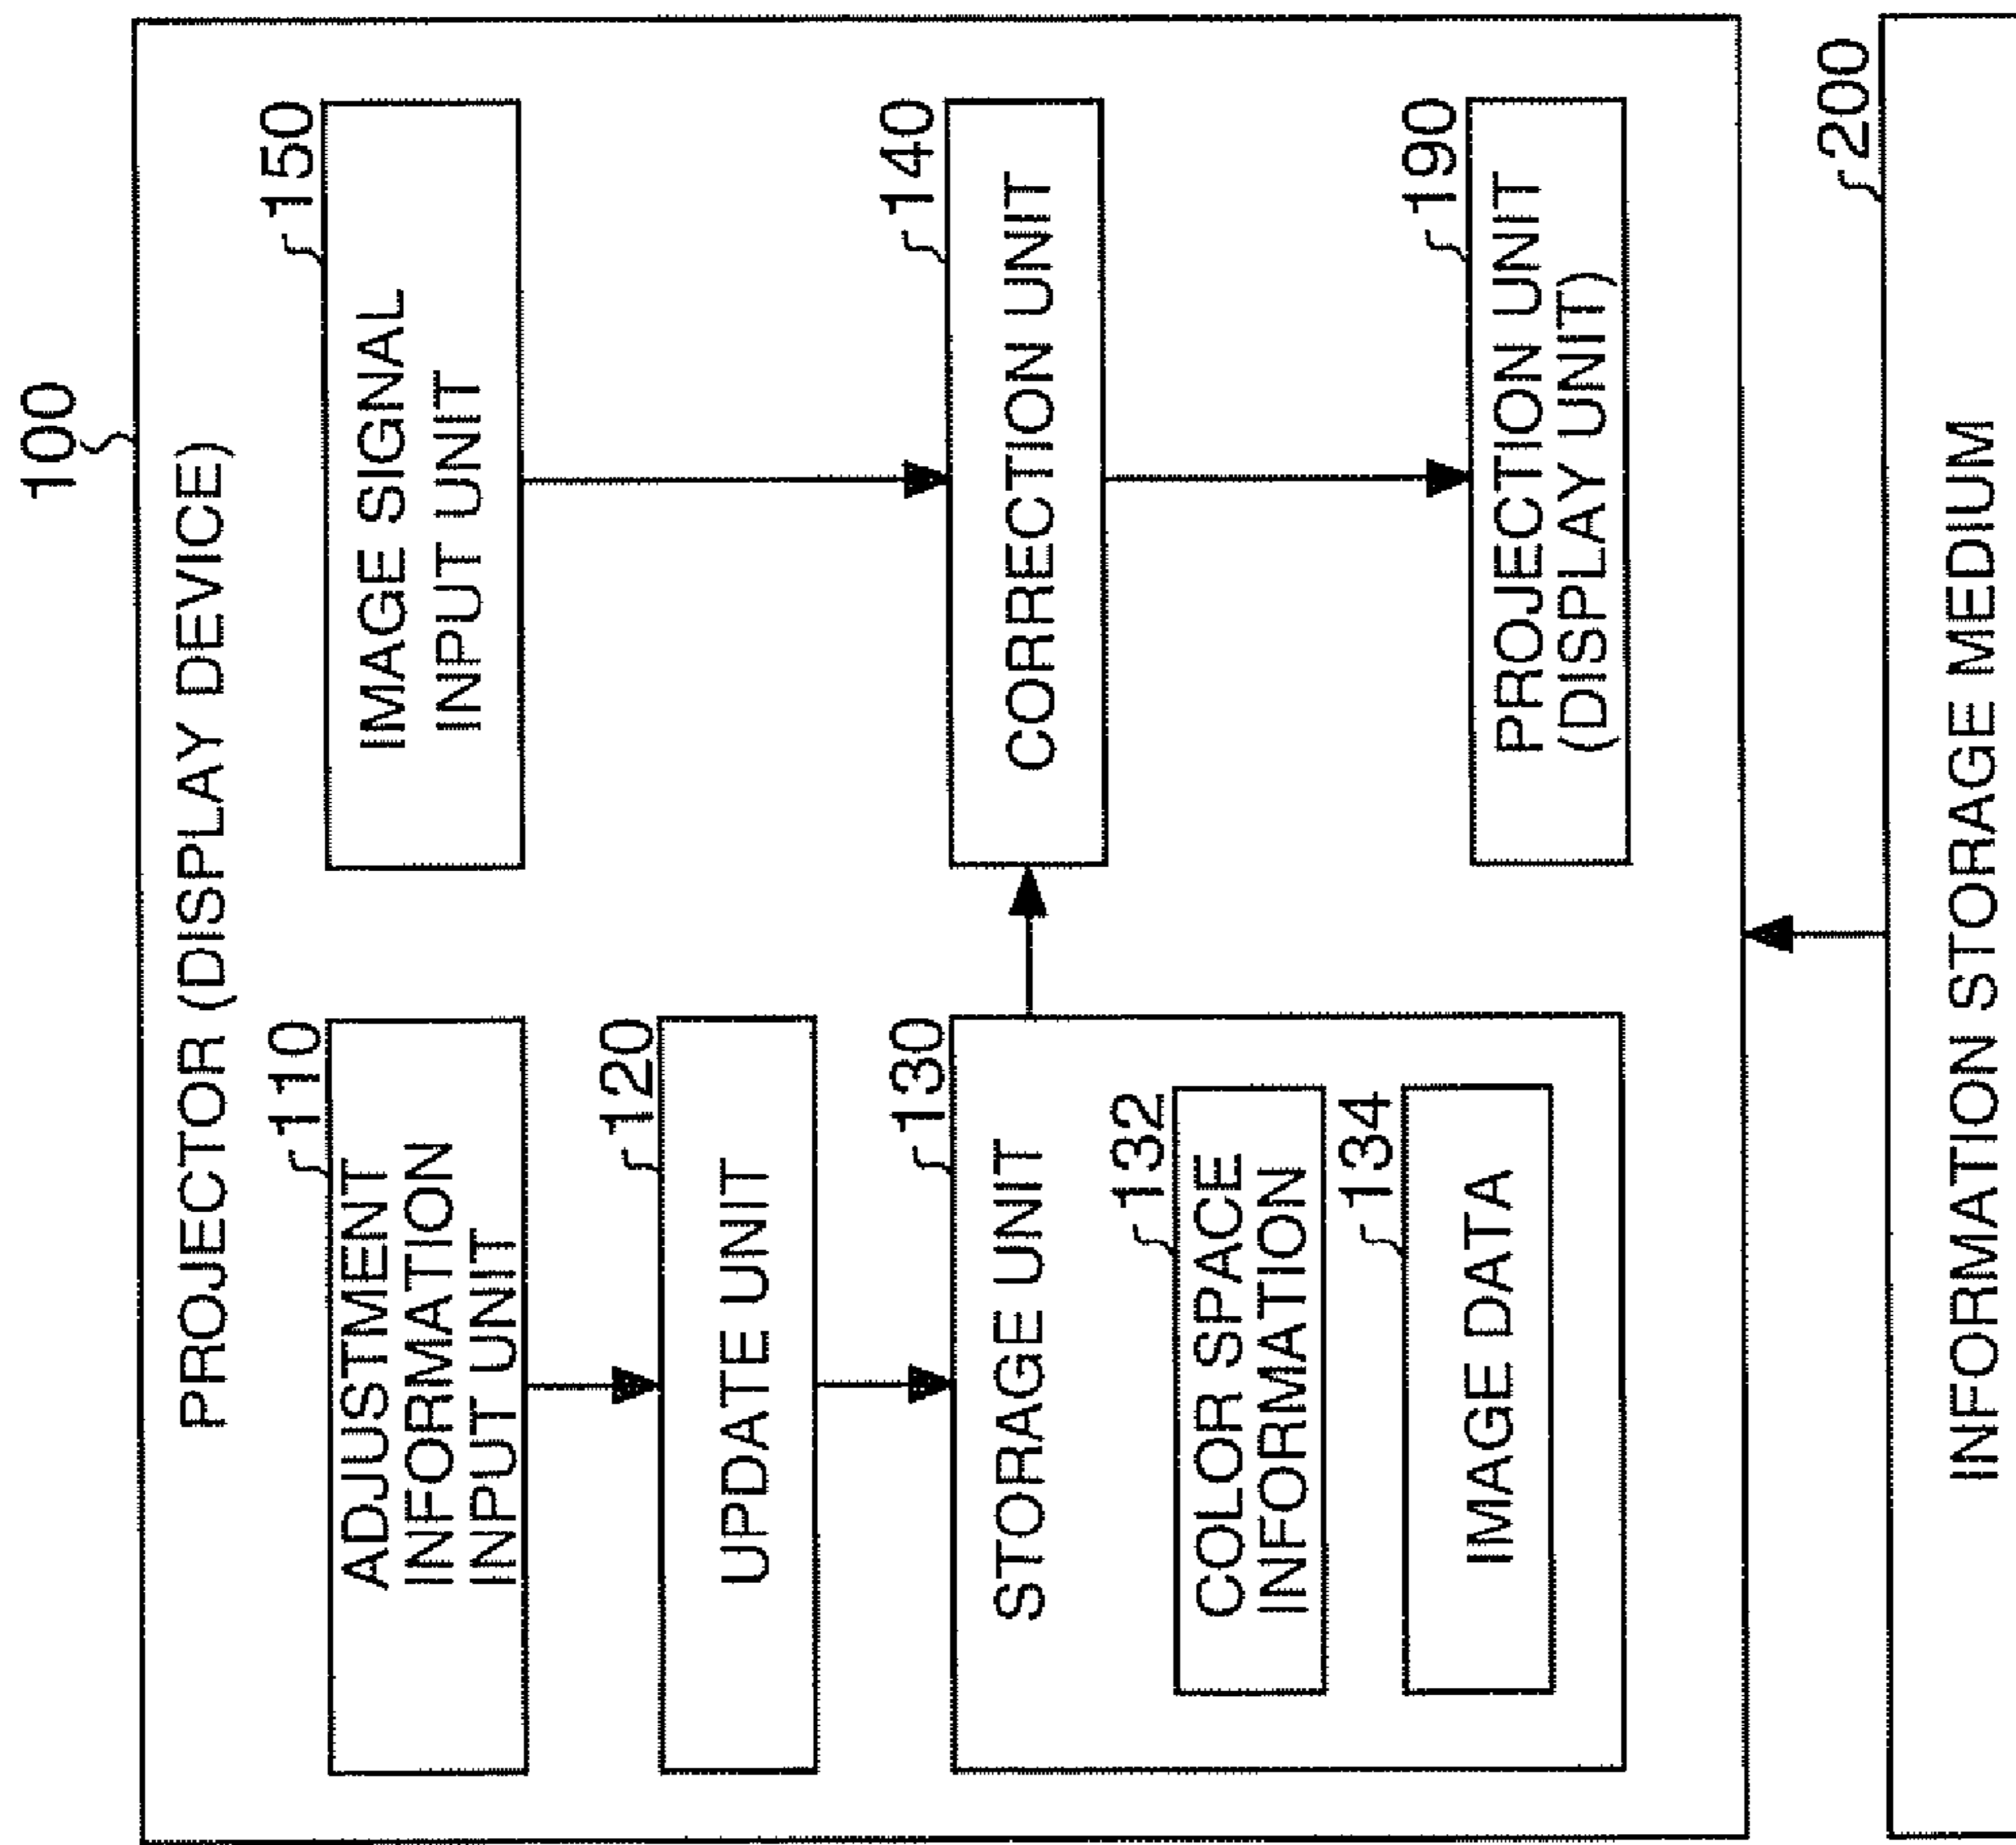 100
PROJECTOR (DISPLAY DEVICE)
110
ADJUSTMENT
INFORMATION
INPUT UNIT
120
UPDATE UNIT
130
STORAGE UNIT
132
COLOR SPACE
INFORMATION
134
IMAGE DATA
150
IMAGE SIGNAL
INPUT UNIT
140
CORRECTION UNIT
190
PROJECTION UNIT
(DISPLAY UNIT)
200
INFORMATION STORAGE MEDIUM